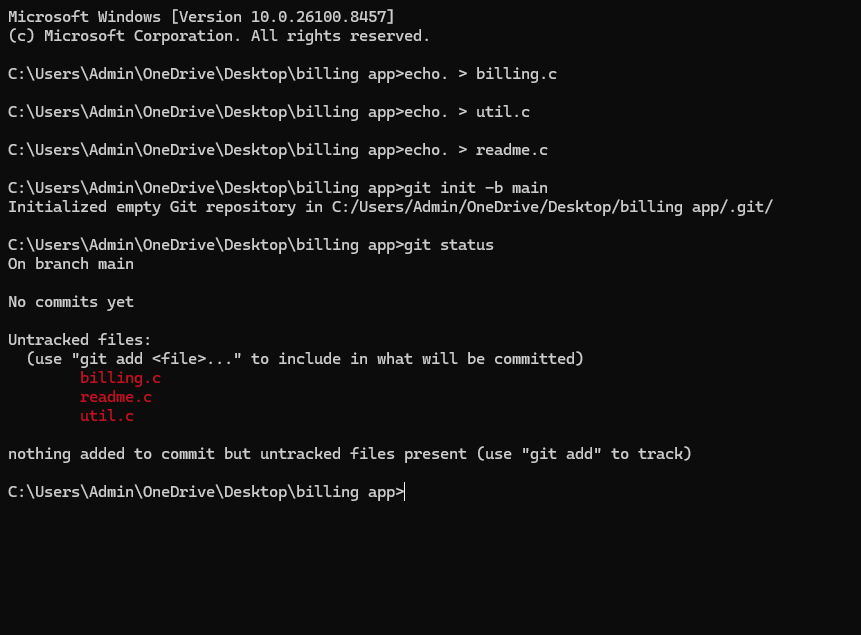 Microsoft Windows [Version 10.0.26100.8457]
(c) Microsoft Corporation. All rights reserved.
C:\Users\Admin\OneDrive\Desktop\billing app>echo. > billing.c
C:\Users\Admin\OneDrive\Desktop\billing app>echo. > util.c
C:\Users\Admin\OneDrive\Desktop\billing app>echo. > readme.c
C:\Users\Admin\OneDrive\Desktop\billing app>git init -b main
Initialized empty Git repository in C:/Users/Admin/OneDrive/Desktop/billing app/.git/
C:\Users\Admin\OneDrive\Desktop\billing app>git status
On branch main
No commits yet
Untracked files:
  (use "git add <file>..." to include in what will be committed)
        billing.c
        readme.c
        util.c
nothing added to commit but untracked files present (use "git add" to track)
C:\Users\Admin\OneDrive\Desktop\billing app>